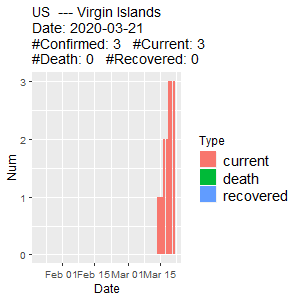 US  --- Virgin Islands
Date: 2020-03-21
#Confirmed: 3   #Current: 3
#Death: 0   #Recovered: 0
3
2
1
0
Num
Feb 01 Feb 15 Mar 01 Mar 15
Date
Type
current
death
recovered